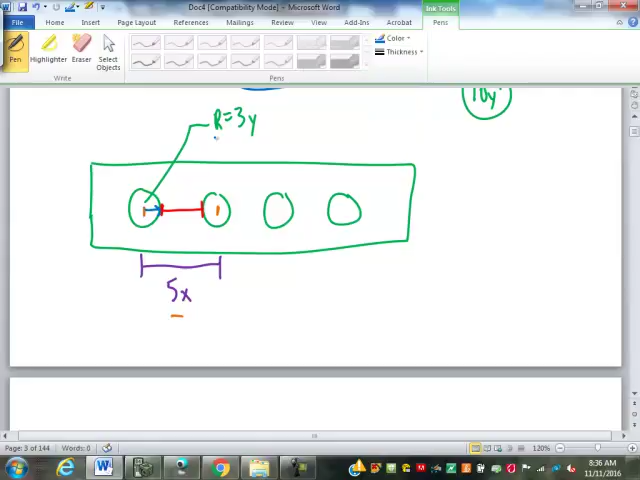 Doc4 [Compatibility Mode] - Microsoft Word
Ink Tools
File Home Insert Page Layout References Mailings Review View Add-Ins Acrobat Pens
Pen
Highlighter
Eraser
Select Objects
Color
Thickness
Write
Pens
10y
R=3y
5x
Page: 3 of 144 Words: 0
120%
8:36 AM
11/11/2016